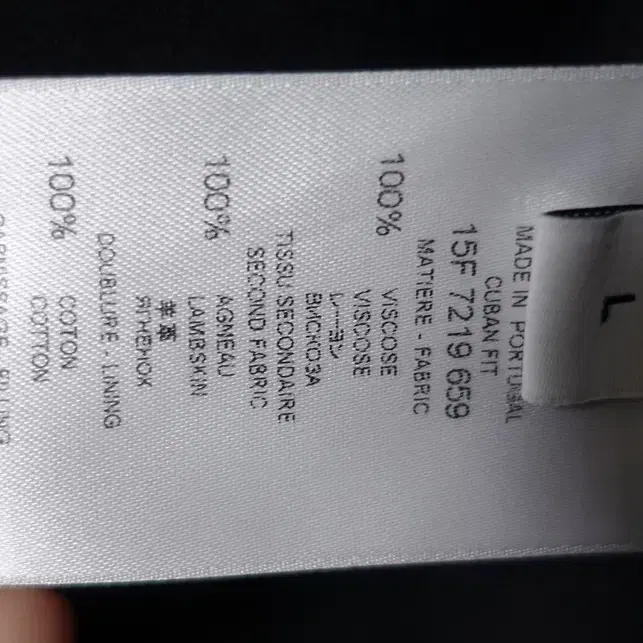 L
MADE IN PORTUGAL
CUBAN FIT
15F 7219 659
MATIERE - FABRIC
100% VISCOSE
VISCOSE
レーヨン
ВИСКОЗА
TISSU SECONDAIRE
SECOND FABRIC
100% AGNEAU
LAMBSKIN
羊革
ЯГНЕНОК
DOUBLURE - LINING
100% COTON
COTTON